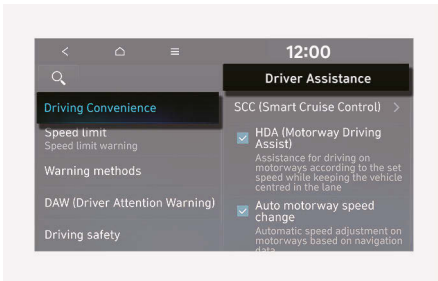 12:00
Driver Assistance
Driving Convenience
Speed limit
Speed limit warning
Warning methods
DAW (Driver Attention Warning)
Driving safety
SCC (Smart Cruise Control)
HDA (Motorway Driving
Assist)
Assistance for driving on
motorways according to the set
speed while keeping the vehicle
centred in the lane
Auto motorway speed
change
Automatic speed adjustment on
motorways based on navigation
data